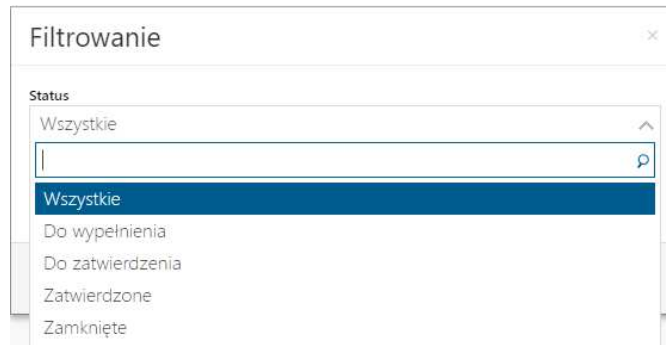 Filtrowanie
Status
Wszystkie
Wszystkie
Do wypełnienia
Do zatwierdzenia
Zatwierdzone
Zamknięte